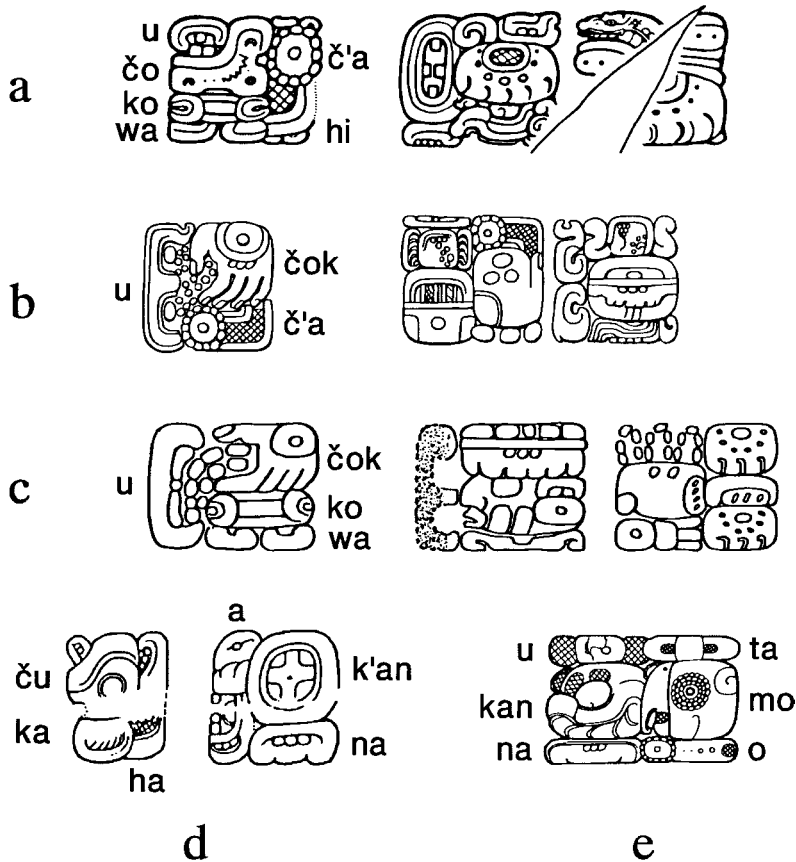 u
čo č'a
a
ko
wa hi
čok
b u
č'a
čok
c u
ko
wa
a
ču k'an u ta
ka kan mo
na na o
ha
d e